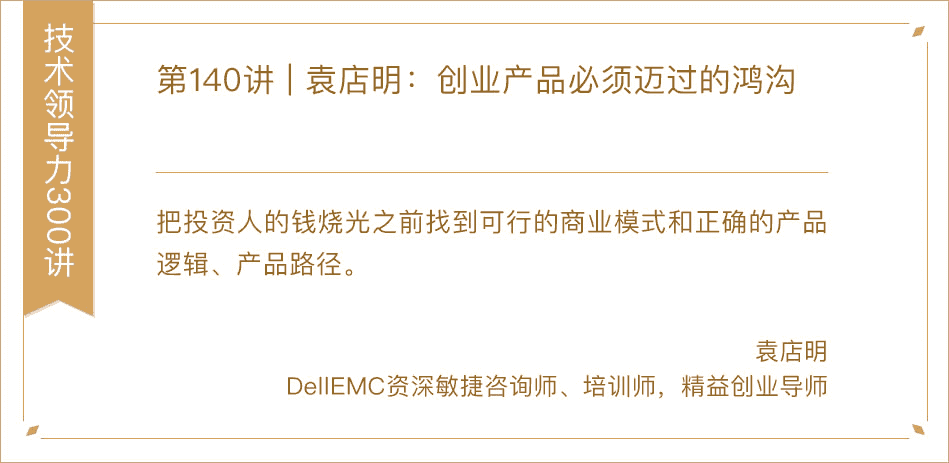 技术领导力300讲
第140讲 | 袁店明：创业产品必须迈过的鸿沟
把投资人的钱烧光之前找到可行的商业模式和正确的产品
逻辑、产品路径。
袁店明
DellEMC资深敏捷咨询师、培训师，精益创业导师